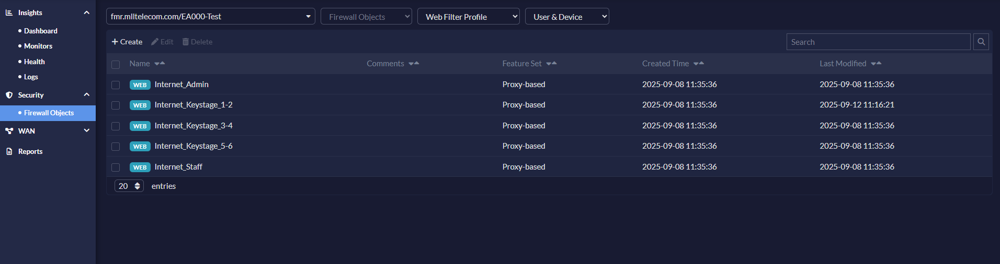 Insights
Dashboard
Monitors
Health
Logs
Security
Firewall Objects
WAN
Reports
fmr.mlltelecom.com/EA000-Test Firewall Objects Web Filter Profile User & Device
Create Edit Delete Search
Name Comments Feature Set Created Time Last Modified
WEB Internet_Admin Proxy-based 2025-09-08 11:35:36 2025-09-08 11:35:36
WEB Internet_Keystage_1-2 Proxy-based 2025-09-08 11:35:36 2025-09-12 11:16:21
WEB Internet_Keystage_3-4 Proxy-based 2025-09-08 11:35:36 2025-09-08 11:35:36
WEB Internet_Keystage_5-6 Proxy-based 2025-09-08 11:35:36 2025-09-08 11:35:36
WEB Internet_Staff Proxy-based 2025-09-08 11:35:36 2025-09-08 11:35:36
20 entries